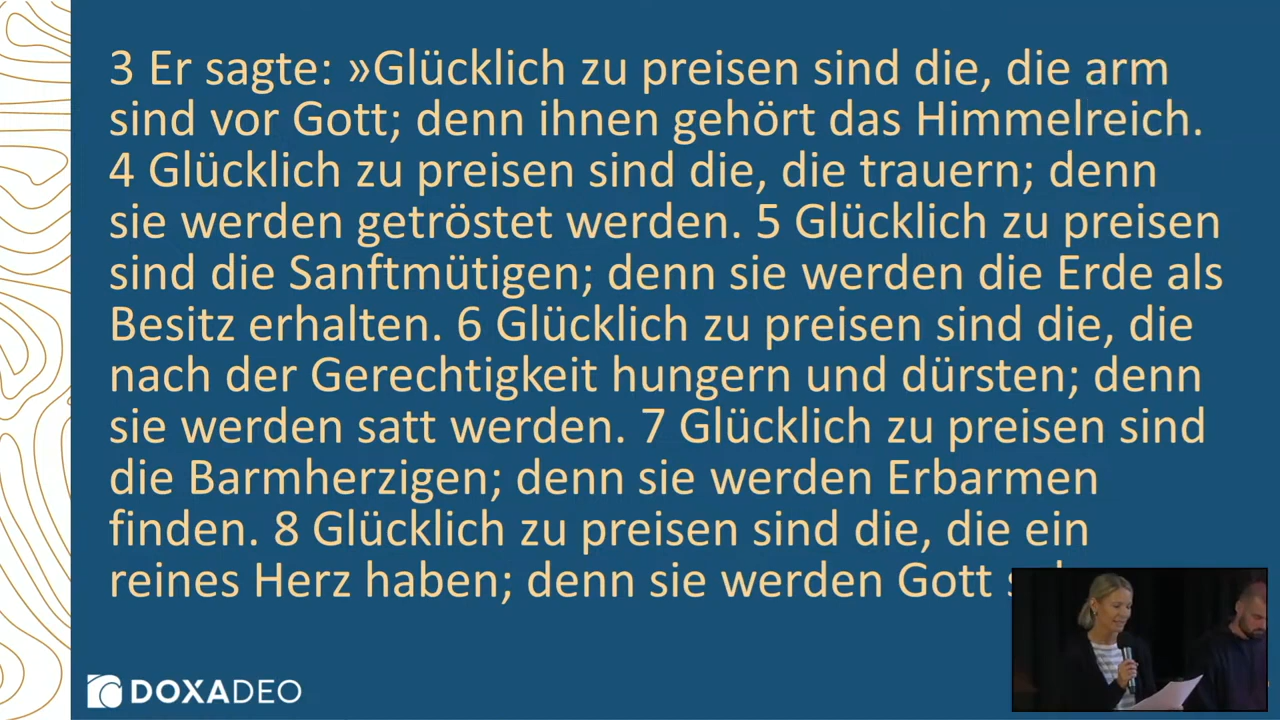 3 Er sagte: »Glücklich zu preisen sind die, die arm
sind vor Gott; denn ihnen gehört das Himmelreich.
4 Glücklich zu preisen sind die, die trauern; denn
sie werden getröstet werden. 5 Glücklich zu preisen
sind die Sanftmütigen; denn sie werden die Erde als
Besitz erhalten. 6 Glücklich zu preisen sind die, die
nach der Gerechtigkeit hungern und dürsten; denn
sie werden satt werden. 7 Glücklich zu preisen sind
die Barmherzigen; denn sie werden Erbarmen
finden. 8 Glücklich zu preisen sind die, die ein
reines Herz haben; denn sie werden Gott
DOXADEO